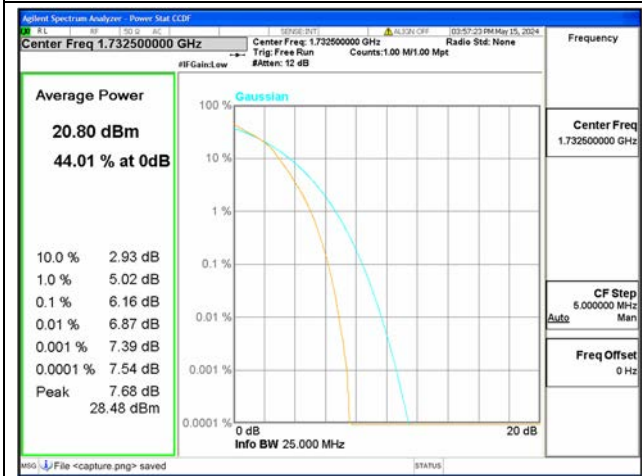 Agilent Spectrum Analyzer - Power Stat CCDF
RL RF 50 Ω AC SENSE:INT ALIGN OFF 03:57:23 PM May 15, 2024
Center Freq 1.732500000 GHz
Center Freq: 1.732500000 GHz Radio Std: None
Trig: Free Run Counts:1.00 M/1.00 Mpt
#IFGain:Low #Atten: 12 dB
Frequency
Average Power
20.80 dBm
44.01 % at 0dB
10.0 % 2.93 dB
1.0 % 5.02 dB
0.1 % 6.16 dB
0.01 % 6.87 dB
0.001 % 7.39 dB
0.0001 % 7.54 dB
Peak 7.68 dB
28.48 dBm
Gaussian
100 %
10 %
1 %
0.1 %
0.01 %
0.001 %
0.0001 %
0 dB 20 dB
Info BW 25.000 MHz
Center Freq
1.732500000 GHz
CF Step
5.000000 MHz
Auto Man
Freq Offset
0 Hz
MSG File <capture.png> saved STATUS